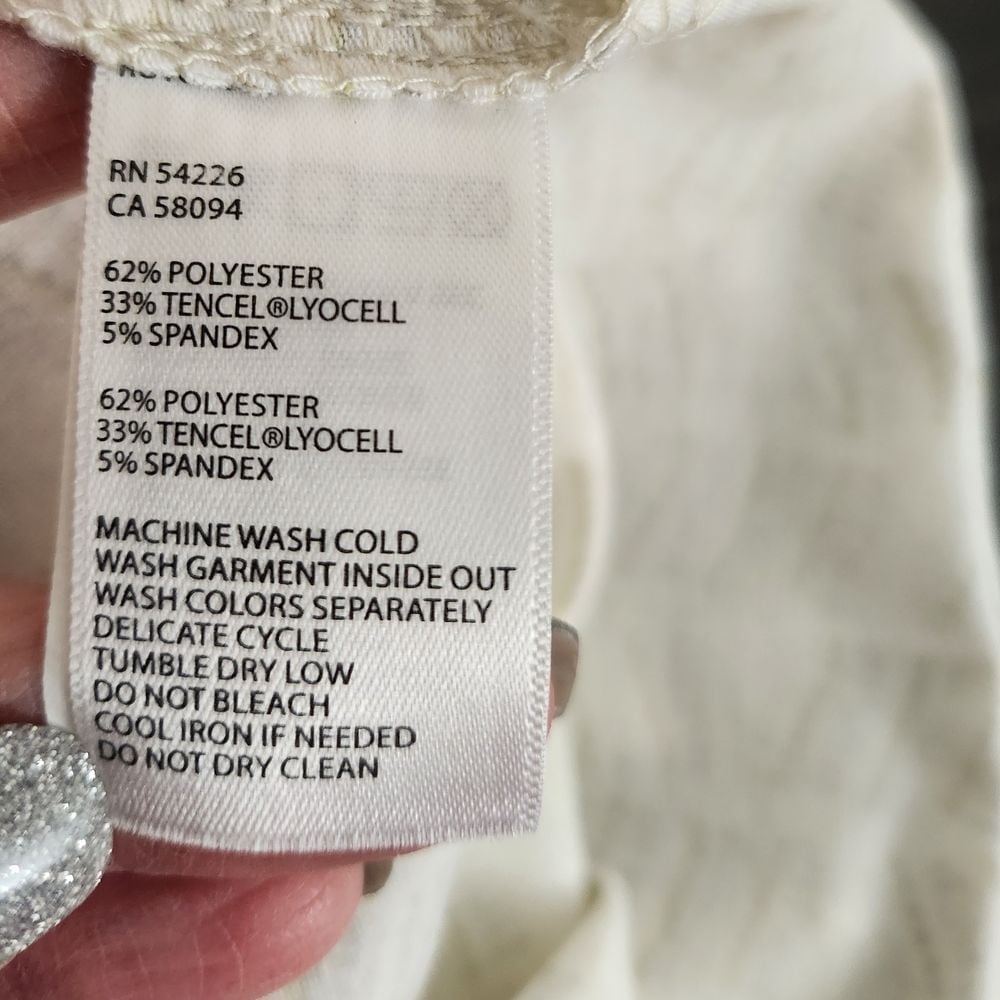 RN 54226
CA 58094
62% POLYESTER
33% TENCEL®LYOCELL
5% SPANDEX
62% POLYESTER
33% TENCEL®LYOCELL
5% SPANDEX
MACHINE WASH COLD
WASH GARMENT INSIDE OUT
WASH COLORS SEPARATELY
DELICATE CYCLE
TUMBLE DRY LOW
DO NOT BLEACH
COOL IRON IF NEEDED
DO NOT DRY CLEAN